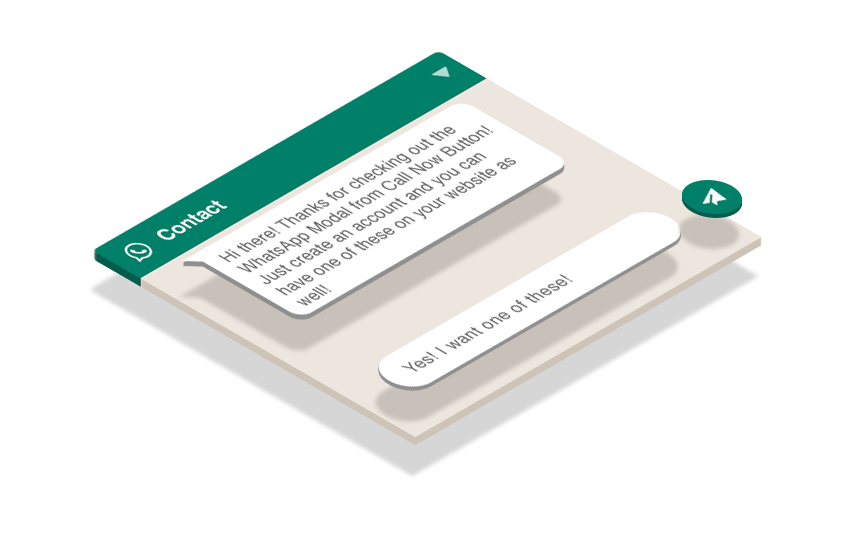 Contact
Hi there! Thanks for checking out the
WhatsApp Modal from Call Now Button!
Just create an account and you can
have one of these on your website as
well!
Yes! I want one of these!